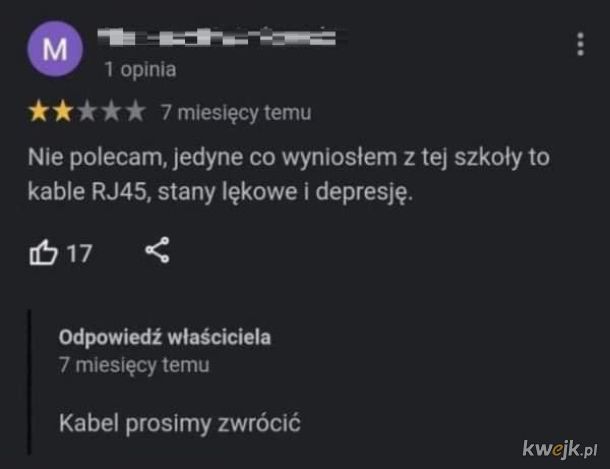 M
1 opinia
7 miesięcy temu
Nie polecam, jedyne co wyniosłem z tej szkoły to
kable RJ45, stany lękowe i depresję.
17
Odpowiedź właściciela
7 miesięcy temu
Kabel prosimy zwrócić
kwejk.pl